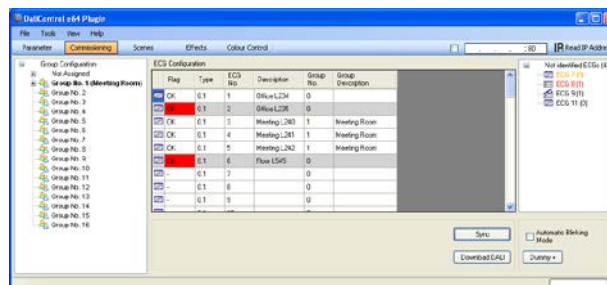 DaliControl e64 Plugin
File Tools View Help
Parameter Commissioning Scenes Effects Colour Control :80 IR Read IP Addre
Group Configuration
Not Assigned
Group No. 1 (Meeting Room)
Group No. 2
Group No. 3
Group No. 4
Group No. 5
Group No. 6
Group No. 7
Group No. 8
Group No. 9
Group No. 10
Group No. 11
Group No. 12
Group No. 13
Group No. 14
Group No. 15
Group No. 16
ECG Configuration
Flag Type ECG No. Description Group No. Group Description
OK 0.1 1 Office L234 0
OK 0.1 2 Office L235 0
OK 0.1 3 Meeting L240 1 Meeting Room
OK 0.1 4 Meeting L241 1 Meeting Room
OK 0.1 5 Meeting L242 1 Meeting Room
OK 0.1 6 Floor L545 0
- 0.1 7 0
- 0.1 8 0
- 0.1 9 0
Not identified ECGs (4
ECG 7 (0)
ECG 8 (1)
ECG 9 (1)
ECG 11 (0)
Sync
Download DALI
Automatic Blinking Mode
Dummy +